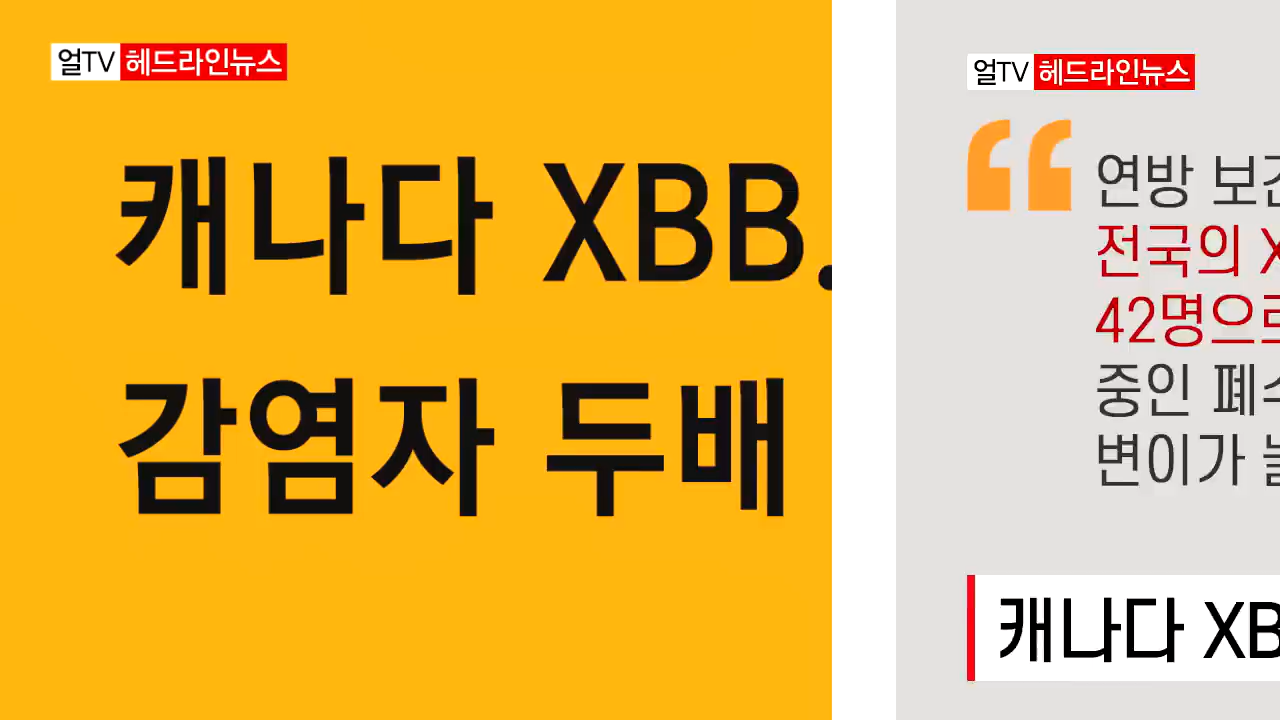 얼TV 헤드라인뉴스
캐나다 XBB.
감염자 두배
얼TV 헤드라인뉴스
연방 보건
전국의 X
42명으로
중인 폐수
변이가
캐나다 XB